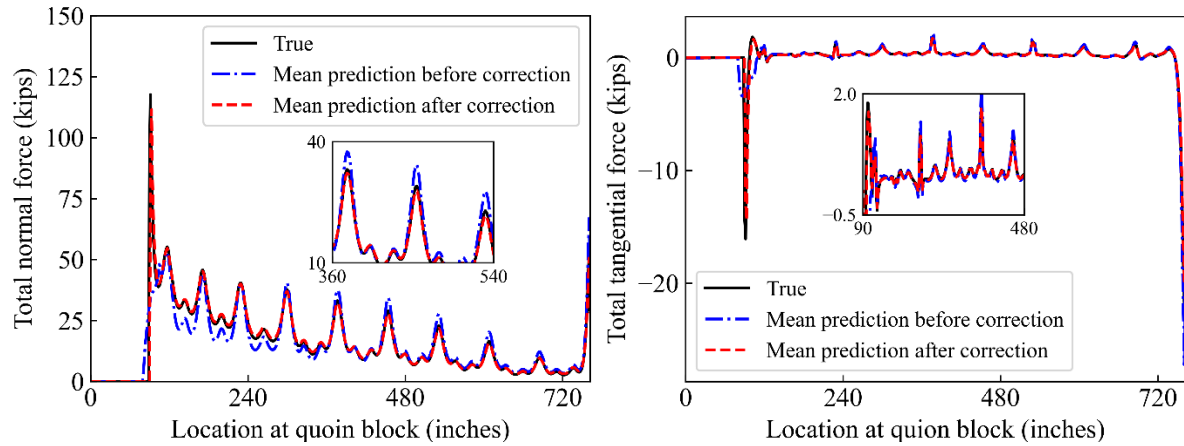 150
125
100
75
50
25
0
Total normal force (kips)
True
Mean prediction before correction
Mean prediction after correction
40
10
360
540
0
240
480
720
Location at quoin block (inches)
0
−10
−20
Total tangential force (kips)
2.0
−0.5
90
480
True
Mean prediction before correction
Mean prediction after correction
0
240
480
720
Location at quion block (inches)